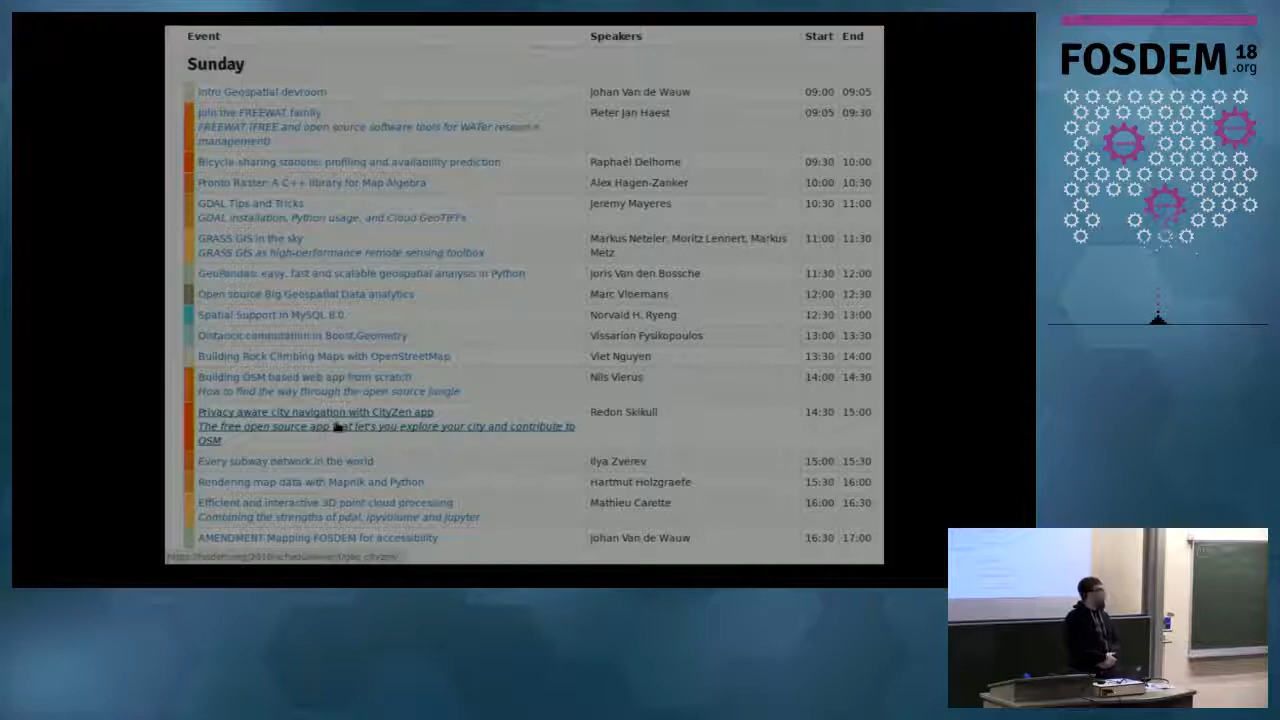 Event Speakers Start End
Sunday
Intro Geospatial devroom Johan Van de Wauw 09:00 09:05
Join the FREEWAT family Pieter Jan Haest 09:05 09:30
FREEWAT (FREE and open source software tools for WATer resource
management)
Bicycle-sharing stations: profiling and availability prediction Raphaël Delhome 09:30 10:00
Pronto Raster: A C++ library for Map Algebra Alex Hagen-Zanker 10:00 10:30
GDAL Tips and Tricks Jeremy Mayeres 10:30 11:00
GDAL installation, Python usage, and Cloud GeoTIFFs
GRASS GIS in the sky Markus Neteler, Moritz Lennert, Markus 11:00 11:30
GRASS GIS as high-performance remote sensing toolbox Metz
GeoPandas: easy, fast and scalable geospatial analysis in Python Joris Van den Bossche 11:30 12:00
Open source Big Geospatial Data analytics Marc Vloemans 12:00 12:30
Spatial Support in MySQL 8.0. Norvald H. Ryeng 12:30 13:00
Distance computation in Boost.Geometry Vissarion Fysikopoulos 13:00 13:30
Building Rock Climbing Maps with OpenStreetMap Viet Nguyen 13:30 14:00
Building OSM based web app from scratch Nils Vierus 14:00 14:30
How to find the way through the open source jungle
Privacy aware city navigation with CityZen app Redon Skikuli 14:30 15:00
The free open source app that let's you explore your city and contribute to
OSM
Every subway network in the world Ilya Zverev 15:00 15:30
Rendering map data with Mapnik and Python Hartmut Holzgraefe 15:30 16:00
Efficient and interactive 3D point cloud processing Mathieu Carette 16:00 16:30
Combining the strengths of pdal, ipyvolume and jupyter
AMENDMENT Mapping FOSDEM for accessibility Johan Van de Wauw 16:30 17:00
FOSDEM 18
.org